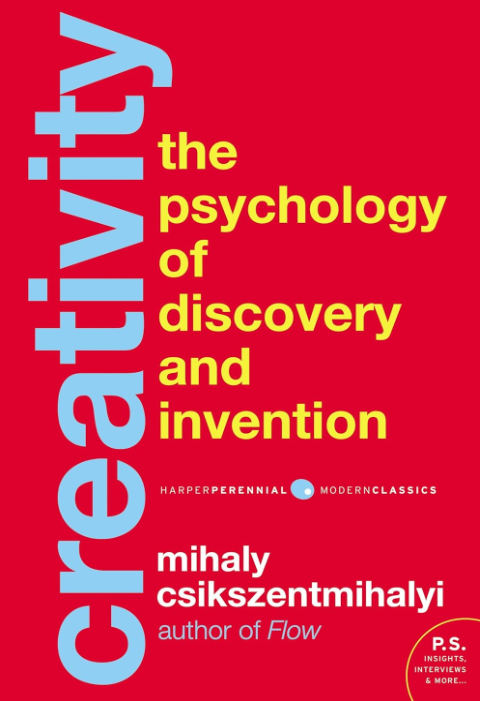 creativity
the
psychology
of
discovery
and
invention
HARPERPERENNIAL MODERNCLASSICS
mihaly
csikszentmihalyi
author of Flow
P.S.
INSIGHTS,
INTERVIEWS
& MORE...